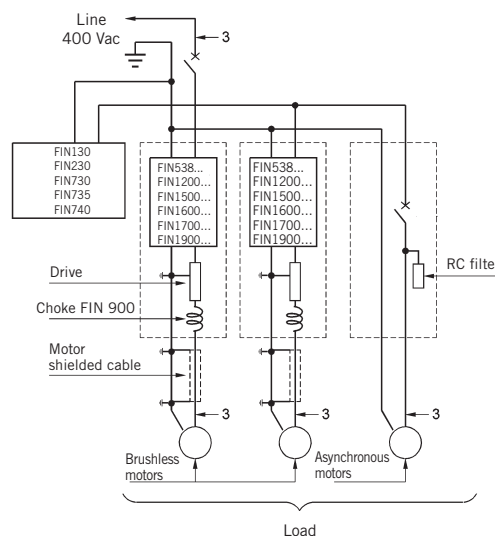 Line
400 Vac
3
FIN130
FIN230
FIN730
FIN735
FIN740
FIN538...
FIN1200...
FIN1500...
FIN1600...
FIN1700...
FIN1900...
FIN538...
FIN1200...
FIN1500...
FIN1600...
FIN1700...
FIN1900...
Drive
RC filte
Choke FIN 900
Motor
shielded cable
3
3
3
Brushless
motors
Asynchronous
motors
Load